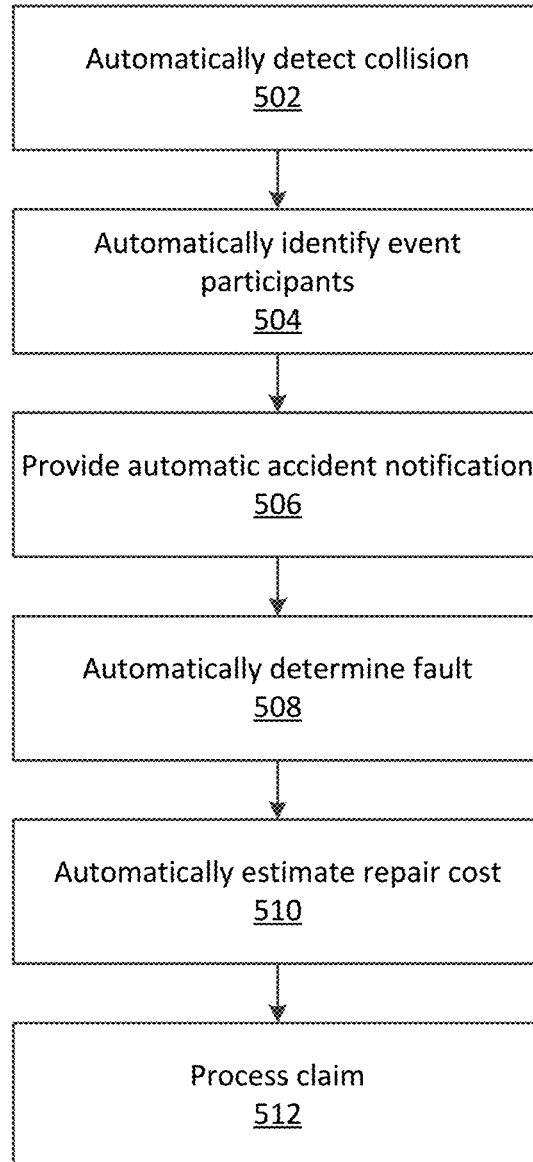 Automatically detect collision
502
Automatically identify event
participants
504
Provide automatic accident notification
506
Automatically determine fault
508
Automatically estimate repair cost
510
Process claim
512